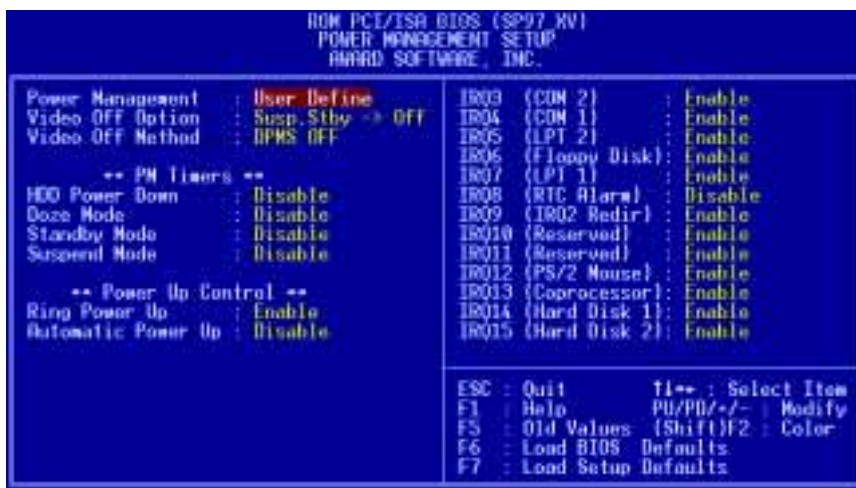 ROM PCI/ISA BIOS (SP97_XV)
POWER MANAGEMENT SETUP
AWARD SOFTWARE, INC.
Power Management : User Define
Video Off Option : Susp,Stby -> Off
Video Off Method : DPMS OFF
** PM Timers **
HDD Power Down : Disable
Doze Mode : Disable
Standby Mode : Disable
Suspend Mode : Disable
** Power Up Control **
Ring Power Up : Enable
Automatic Power Up : Disable
IRQ3 (COM 2) : Enable
IRQ4 (COM 1) : Enable
IRQ5 (LPT 2) : Enable
IRQ6 (Floppy Disk): Enable
IRQ7 (LPT 1) : Enable
IRQ8 (RTC Alarm) : Disable
IRQ9 (IRQ2 Redir) : Enable
IRQ10 (Reserved) : Enable
IRQ11 (Reserved) : Enable
IRQ12 (PS/2 Mouse) : Enable
IRQ13 (Coprocessor): Enable
IRQ14 (Hard Disk 1): Enable
IRQ15 (Hard Disk 2): Enable
ESC : Quit ↑↓→← : Select Item
F1 : Help PU/PD/+/- : Modify
F5 : Old Values (Shift)F2 : Color
F6 : Load BIOS Defaults
F7 : Load Setup Defaults